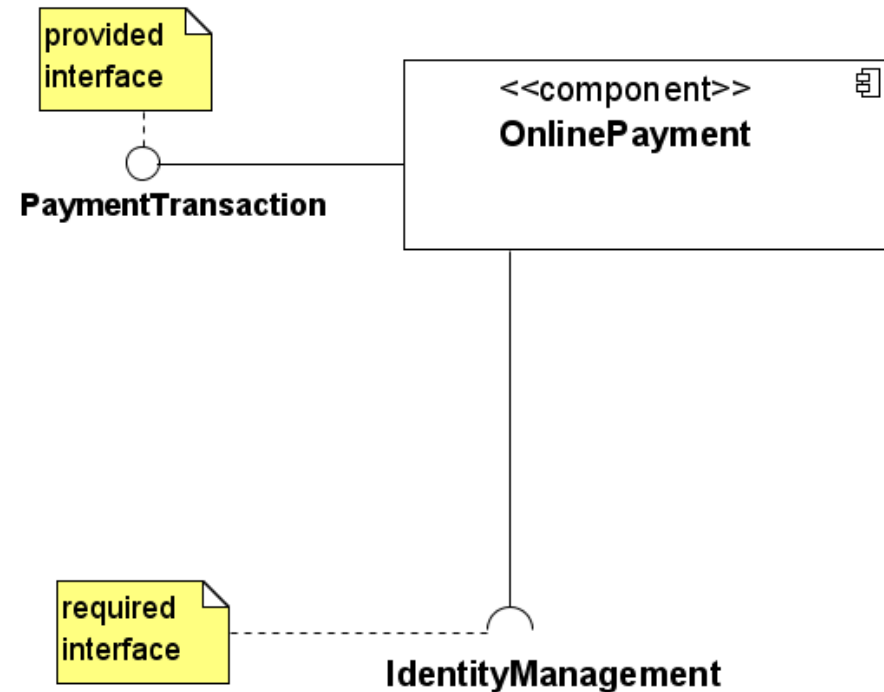 provided
interface
<<component>>
OnlinePayment
PaymentTransaction
required
interface
IdentityManagement